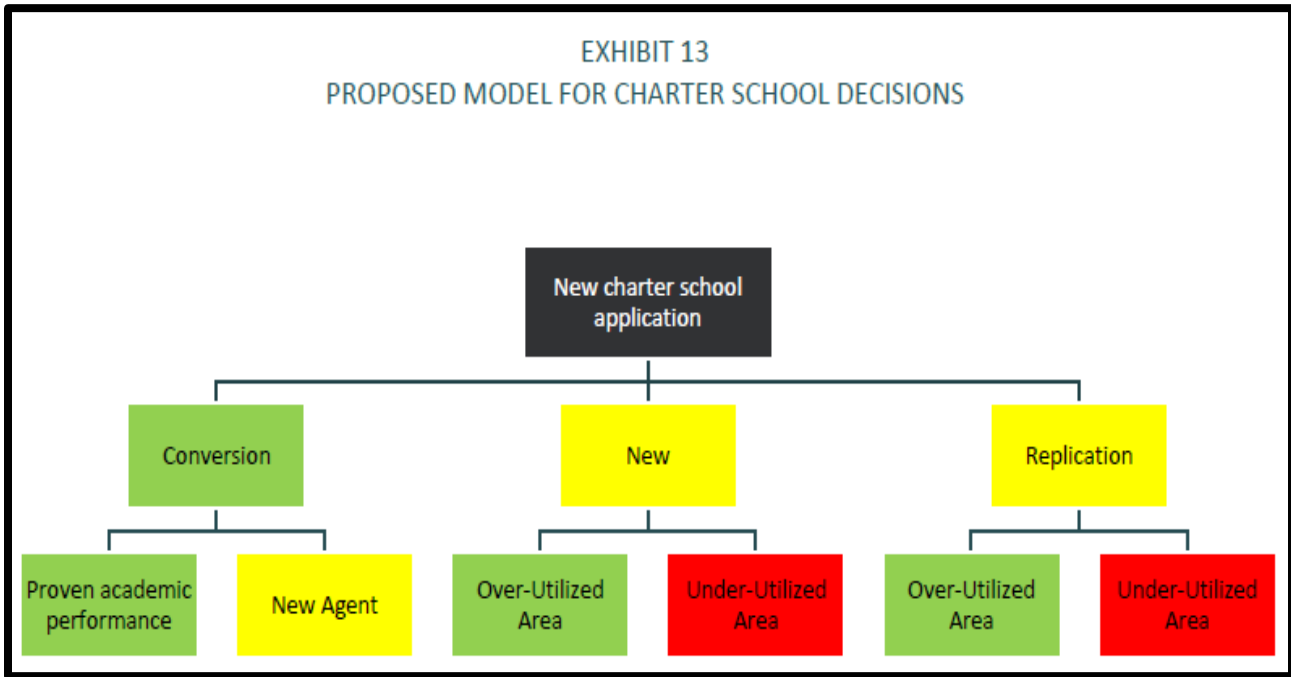 EXHIBIT 13
PROPOSED MODEL FOR CHARTER SCHOOL DECISIONS
New charter school
application
Conversion
New
Replication
Proven academic
performance
New Agent
Over-Utilized
Area
Under-Utilized
Area
Over-Utilized
Area
Under-Utilized
Area